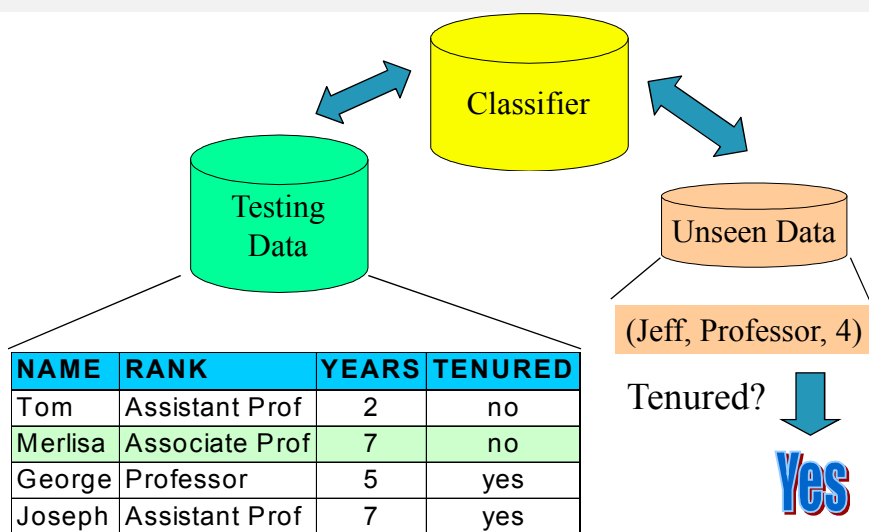 Classifier
Testing
Data
Unseen Data
(Jeff, Professor, 4)
NAME RANK YEARS TENURED
Tom Assistant Prof 2 no
Merlisa Associate Prof 7 no
George Professor 5 yes
Joseph Assistant Prof 7 yes
Tenured?
Yes